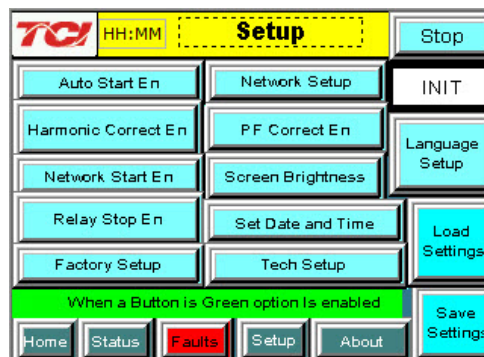 TCI HH:MM Setup Stop
Auto Start En Network Setup INIT
Harmonic Correct En PF Correct En Language
Setup
Network Start En Screen Brightness
Relay Stop En Set Date and Time Load
Settings
Factory Setup Tech Setup
When a Button is Green option Is enabled Save
Settings
Home Status Faults Setup About